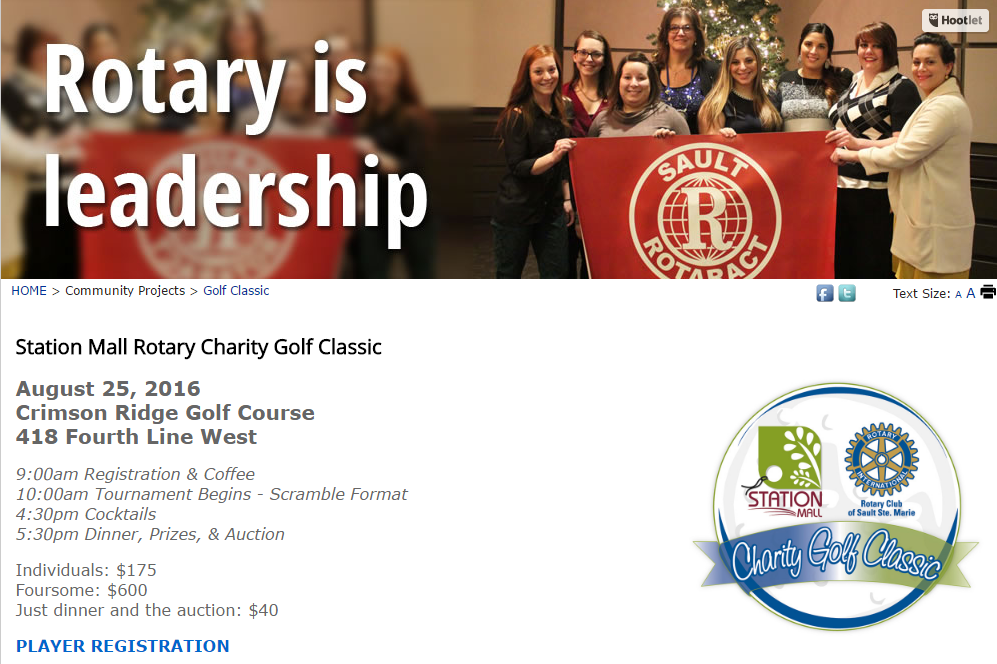 Hootlet
Rotary is
leadership
SAULT
R
ROTARACT
HOME > Community Projects > Golf Classic
f t Text Size: A A
Station Mall Rotary Charity Golf Classic
August 25, 2016
Crimson Ridge Golf Course
418 Fourth Line West
9:00am Registration & Coffee
10:00am Tournament Begins - Scramble Format
4:30pm Cocktails
5:30pm Dinner, Prizes, & Auction
Individuals: $175
Foursome: $600
Just dinner and the auction: $40
PLAYER REGISTRATION
STATION
MALL
ROTARY
INTERNATIONAL
Rotary Club
of Sault Ste. Marie
Charity Golf Classic